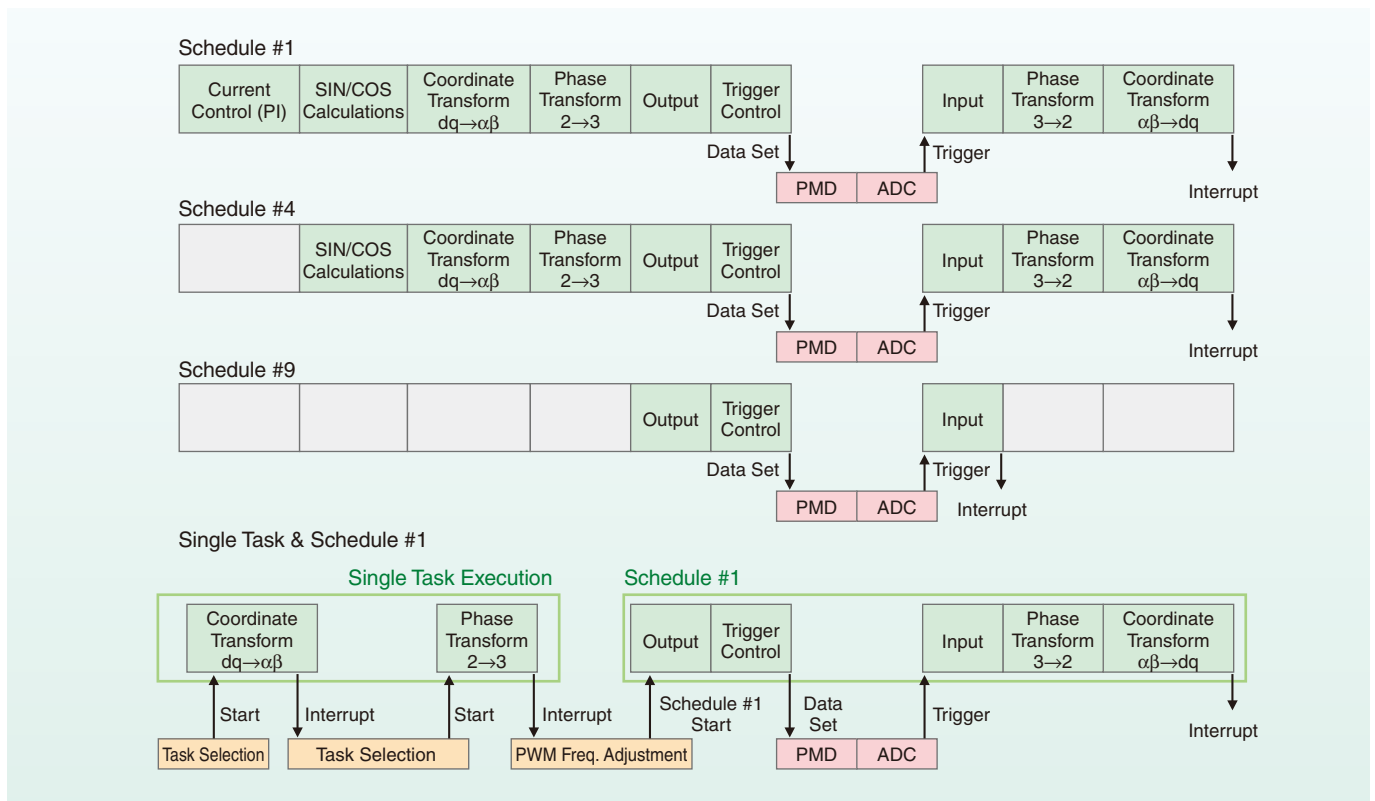 Schedule #1
Current
Control (PI)
SIN/COS
Calculations
Coordinate
Transform
dq→αβ
Phase
Transform
2→3
Output
Trigger
Control
Input
Phase
Transform
3→2
Coordinate
Transform
αβ→dq
Data Set
Trigger
Interrupt
PMD
ADC
Schedule #4
SIN/COS
Calculations
Coordinate
Transform
dq→αβ
Phase
Transform
2→3
Output
Trigger
Control
Input
Phase
Transform
3→2
Coordinate
Transform
αβ→dq
Data Set
Trigger
Interrupt
PMD
ADC
Schedule #9
Output
Trigger
Control
Input
Data Set
Trigger
Interrupt
PMD
ADC
Single Task & Schedule #1
Single Task Execution
Schedule #1
Coordinate
Transform
dq→αβ
Phase
Transform
2→3
Output
Trigger
Control
Input
Phase
Transform
3→2
Coordinate
Transform
αβ→dq
Start
Interrupt
Start
Interrupt
Schedule #1
Start
Data
Set
Trigger
Interrupt
Task Selection
Task Selection
PWM Freq. Adjustment
PMD
ADC